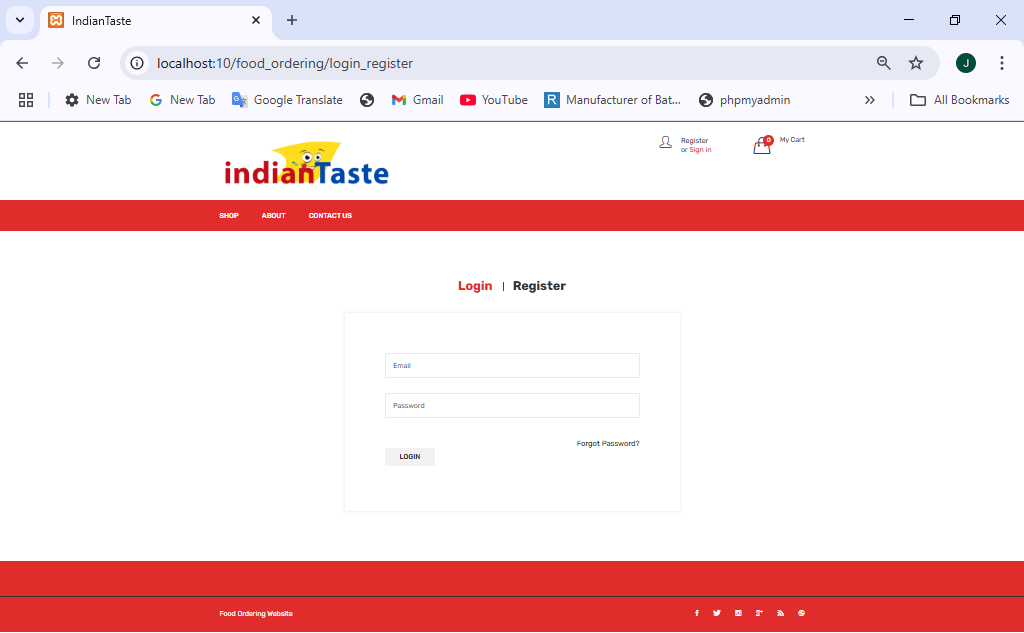 IndianTaste
localhost:10/food_ordering/login_register
J
New Tab
New Tab
Google Translate
Gmail
YouTube
R
Manufacturer of Bat...
phpmyadmin
All Bookmarks
indianTaste
Register
or Sign in
0
My Cart
SHOP
ABOUT
CONTACT US
Login | Register
Email
Password
Forgot Password?
LOGIN
Food Ordering Website